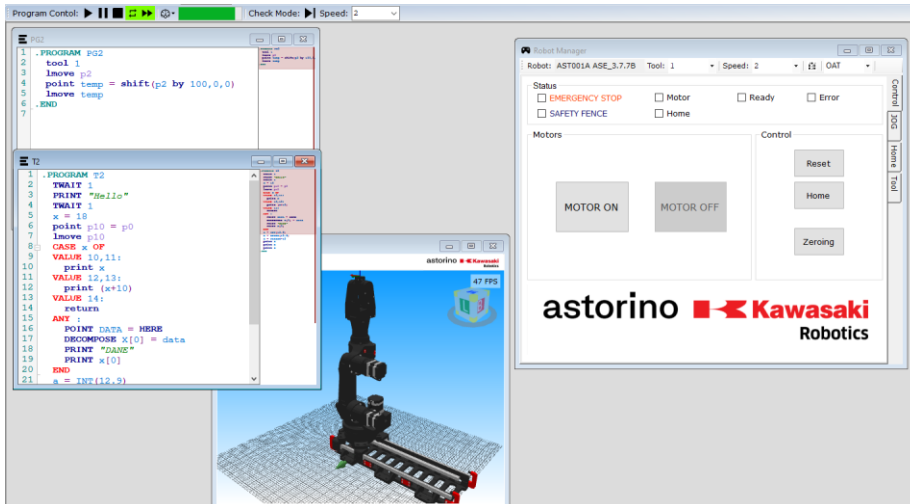 Program Contol:
Check Mode:
Speed: 2
PG2
1 .PROGRAM PG2
2 tool 1
3 lmove p2
4 point temp = shift(p2 by 100,0,0)
5 lmove temp
6 .END
7
T2
1 .PROGRAM T2
2 TWAIT 1
3 PRINT "Hello"
4 TWAIT 1
5 x = 18
6 point p10 = p0
7 lmove p10
8 CASE x OF
9 VALUE 10,11:
10 print x
11 VALUE 12,13:
12 print (x+10)
13 VALUE 14:
14 return
15 ANY :
16 POINT DATA = HERE
17 DECOMPOSE X[0] = data
18 PRINT "DANE"
19 PRINT x[0]
20 END
21 a = INT(12,9)
astorino Kawasaki
Robotics
47 FPS
Robot Manager
Robot: AST001A ASE_3.7.7B Tool: 1 Speed: 2 OAT
Status
EMERGENCY STOP Motor Ready Error
SAFETY FENCE Home
Motors
MOTOR ON MOTOR OFF
Control
Reset
Home
Zeroing
Control
JOG
Home
Tool
astorino Kawasaki
Robotics